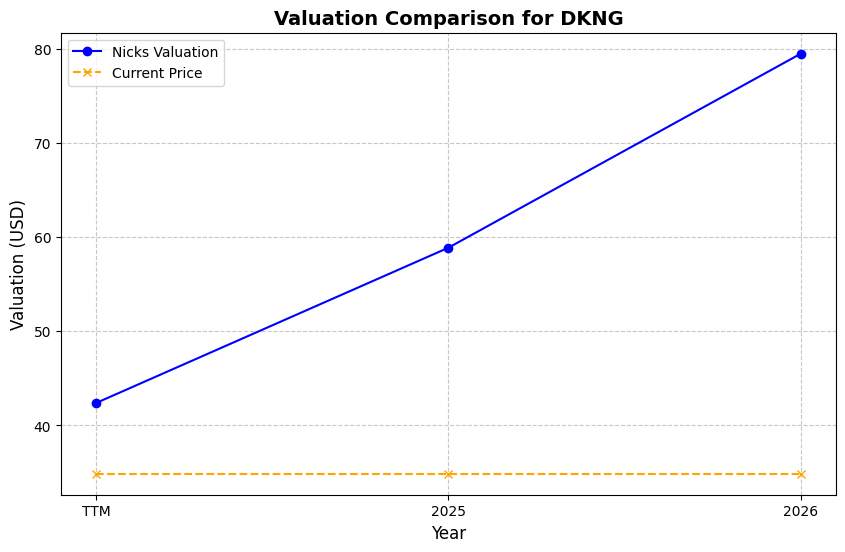 Valuation Comparison for DKNG
Nicks Valuation
Current Price
80
70
60
50
40
Valuation (USD)
TTM
2025
2026
Year